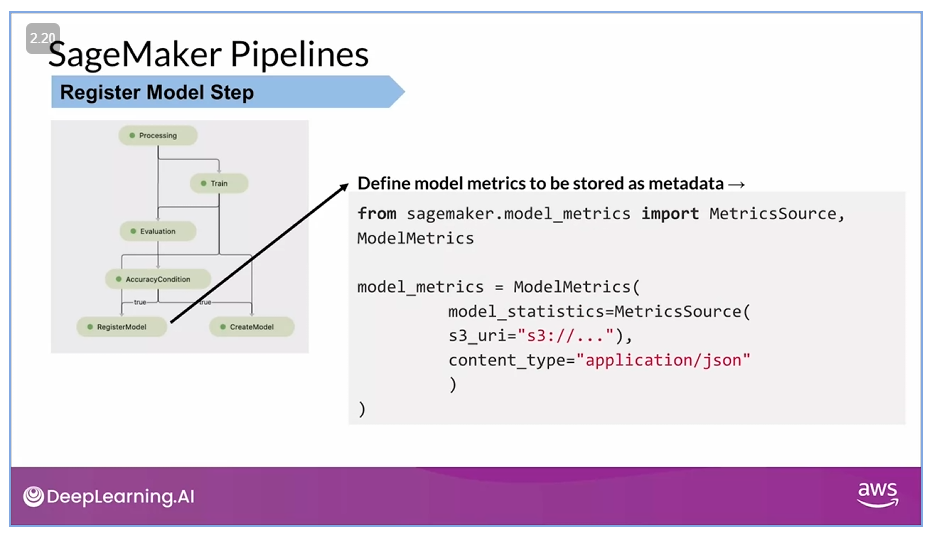 2.20
SageMaker Pipelines
Register Model Step
Processing
Train
Evaluation
AccuracyCondition
true
true
RegisterModel
CreateModel
Define model metrics to be stored as metadata →
from sagemaker.model_metrics import MetricsSource,
ModelMetrics
model_metrics = ModelMetrics(
model_statistics=MetricsSource(
s3_uri="s3://..."),
content_type="application/json"
)
)
DeepLearning.AI
aws